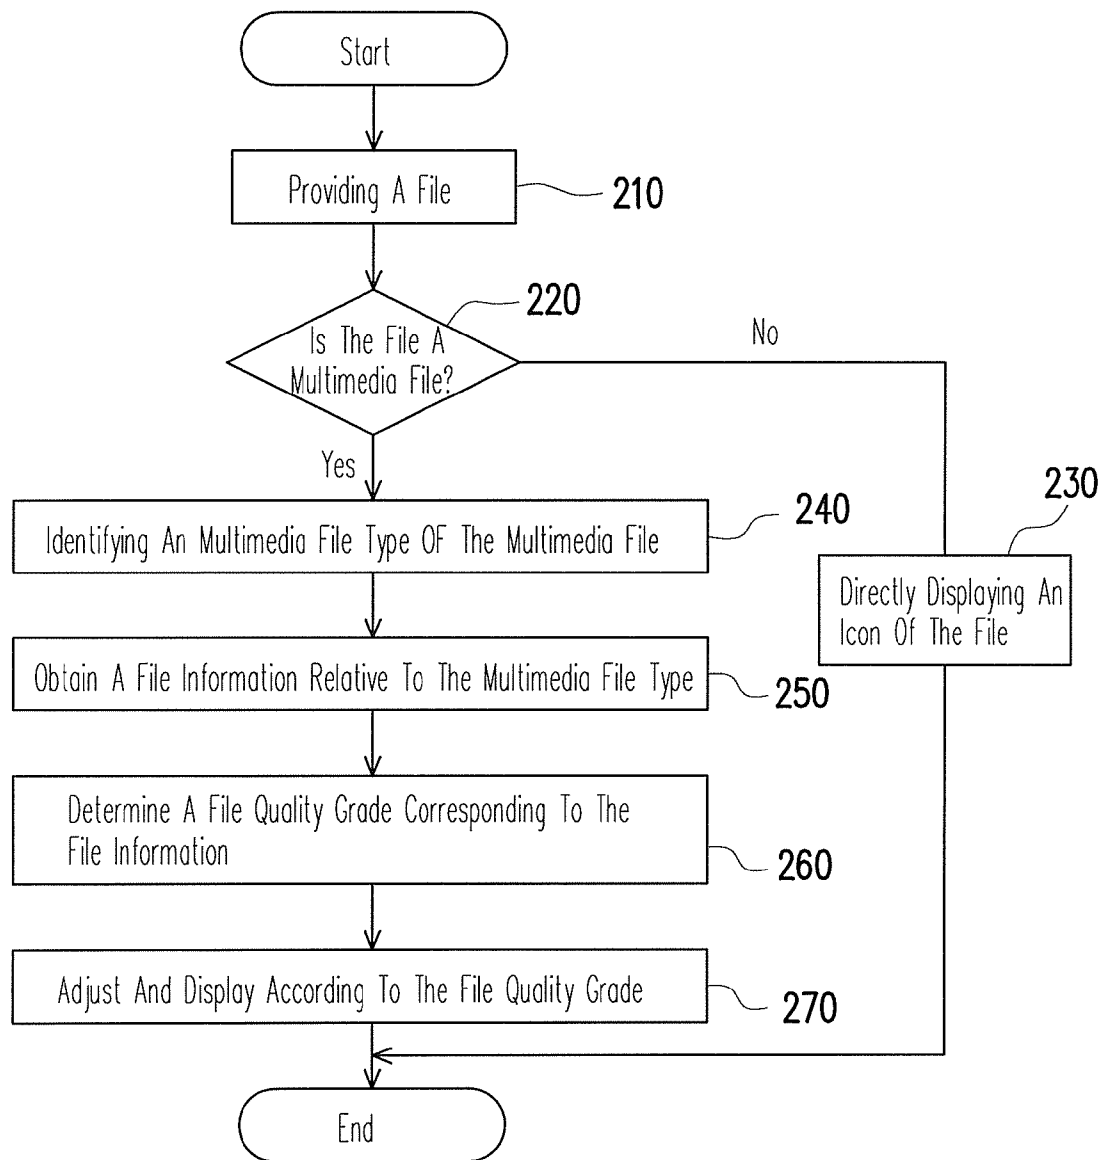 Start
Providing A File
210
220
Is The File A
Multimedia File?
No
Yes
230
Identifying An Multimedia File Type OF The Multimedia File
240
Directly Displaying An
Icon Of The File
Obtain A File Information Relative To The Multimedia File Type
250
Determine A File Quality Grade Corresponding To The
File Information
260
Adjust And Display According To The File Quality Grade
270
End